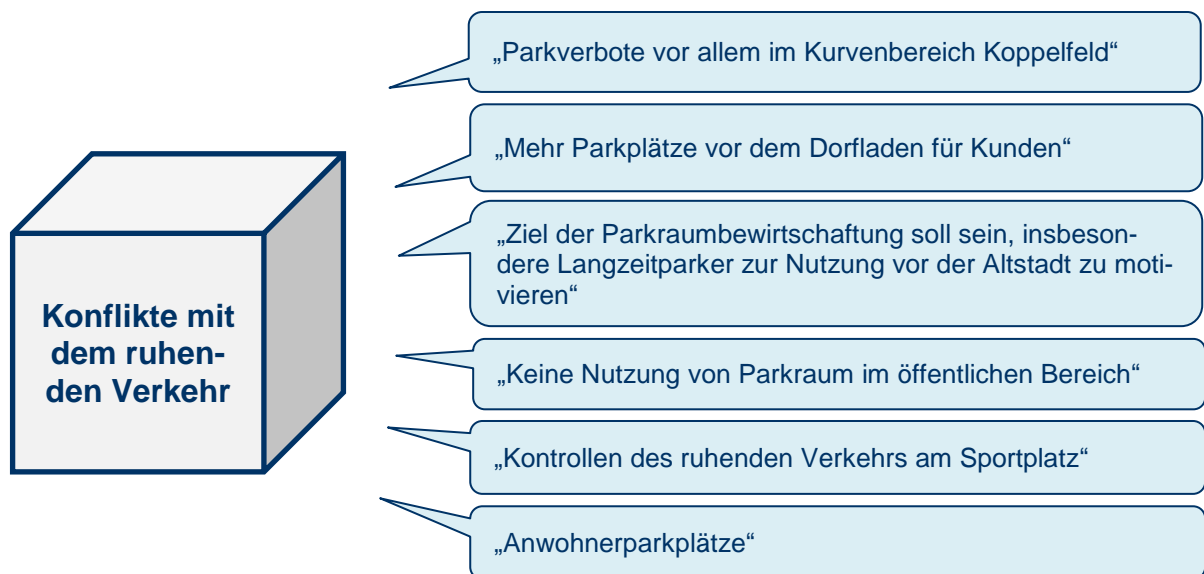 „Parkverbote vor allem im Kurvenbereich Koppelfeld“
„Mehr Parkplätze vor dem Dorfladen für Kunden“
„Ziel der Parkraumbewirtschaftung soll sein, insbeson-
dere Langzeitparker zur Nutzung vor der Altstadt zu moti-
vieren“
Konflikte mit
dem ruhen-
den Verkehr
„Keine Nutzung von Parkraum im öffentlichen Bereich“
„Kontrollen des ruhenden Verkehrs am Sportplatz“
„Anwohnerparkplätze“